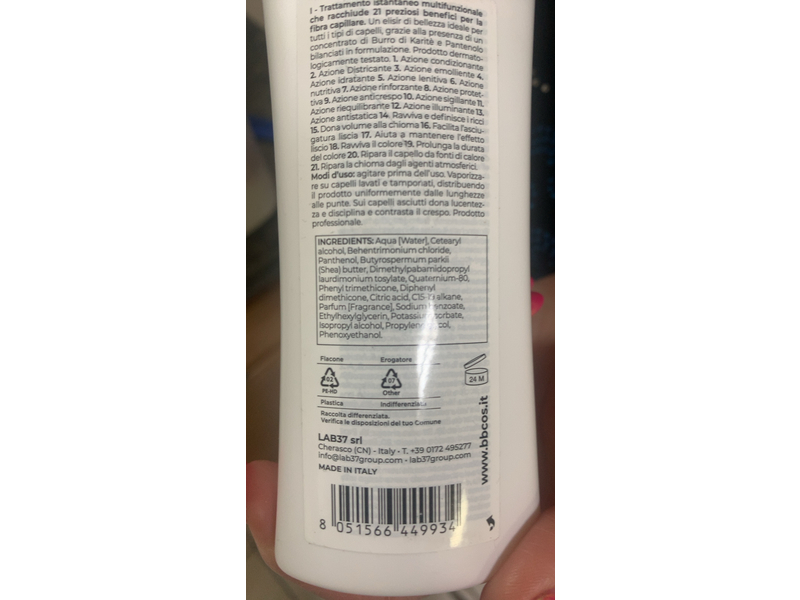 I - Trattamento istantaneo multifunzionale
che racchiude 21 preziosi benefici per la
fibra capillare. Un elisir di bellezza ideale per
tutti i tipi di capelli, grazie alla presenza di un
concentrato di Burro di Karitè e Pantenolo
bilanciati in formulazione. Prodotto dermato-
logicamente testato. 1. Azione condizionante
2. Azione Districante 3. Azione emolliente 4.
Azione idratante 5. Azione lenitiva 6. Azione
nutritiva 7. Azione rinforzante 8. Azione protet-
tiva 9. Azione anticrespo 10. Azione sigillante 11.
Azione riequilibrante 12. Azione illuminante 13.
Azione antistatica 14. Ravviva e definisce i ricci
15. Dona volume alla chioma 16. Facilita l'asciu-
gatura liscia 17. Aiuta a mantenere l'effetto
liscio 18. Ravviva il colore 19. Prolunga la durata
del colore 20. Ripara il capello da fonti di calore
21. Ripara la chioma dagli agenti atmosferici.
Modi d'uso: agitare prima dell'uso. Vaporizza-
re su capelli lavati e tamponati, distribuendo
il prodotto uniformemente dalle lunghezze
alle punte. Sui capelli asciutti dona lucentez-
za e disciplina e contrasta il crespo. Prodotto
professionale.
INGREDIENTS: Aqua [Water], Cetearyl
alcohol, Behentrimonium chloride,
Panthenol, Butyrospermum parkii
(Shea) butter, Dimethylpabamidopropyl
laurdimonium tosylate, Quaternium-80,
Phenyl trimethicone, Diphenyl
dimethicone, Citric acid, C15-19 alkane,
Parfum [Fragrance], Sodium benzoate,
Ethylhexylglycerin, Potassium sorbate,
Isopropyl alcohol, Propylene glycol,
Phenoxyethanol.
Flacone Erogatore
02 07
PE-HD Other
Plastica Indifferenziata
24 M
Raccolta differenziata.
Verifica le disposizioni del tuo Comune
LAB37 srl
Cherasco (CN) - Italy - T. +39 0172 495277
info@lab37group.com - lab37group.com
MADE IN ITALY
www.bbcos.it
8 051566 449934